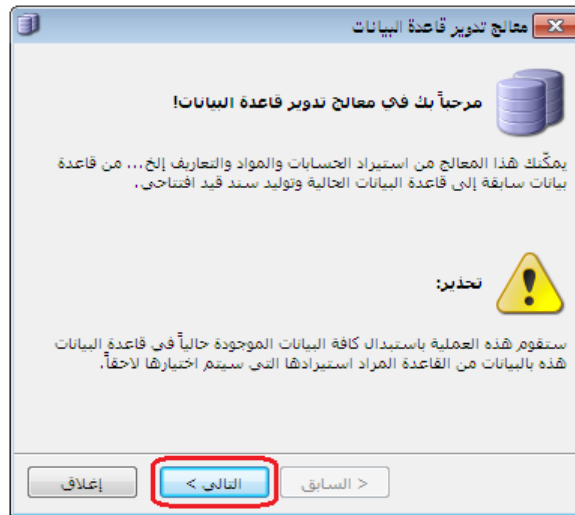 معالج تدوير قاعدة البيانات
مرحباً بك في معالج تدوير قاعدة البيانات!
يمكّنك هذا المعالج من استيراد الحسابات والمواد والتعاريف إلخ... من قاعدة
بيانات سابقة إلى قاعدة البيانات الحالية وتوليد سند قيد افتتاحي.
تحذير:
ستقوم هذه العملية باستبدال كافة البيانات الموجودة حالياً في قاعدة البيانات
هذه بالبيانات من القاعدة المراد استيرادها التي سيتم اختيارها لاحقاً.
< السابق التالي > إغلاق